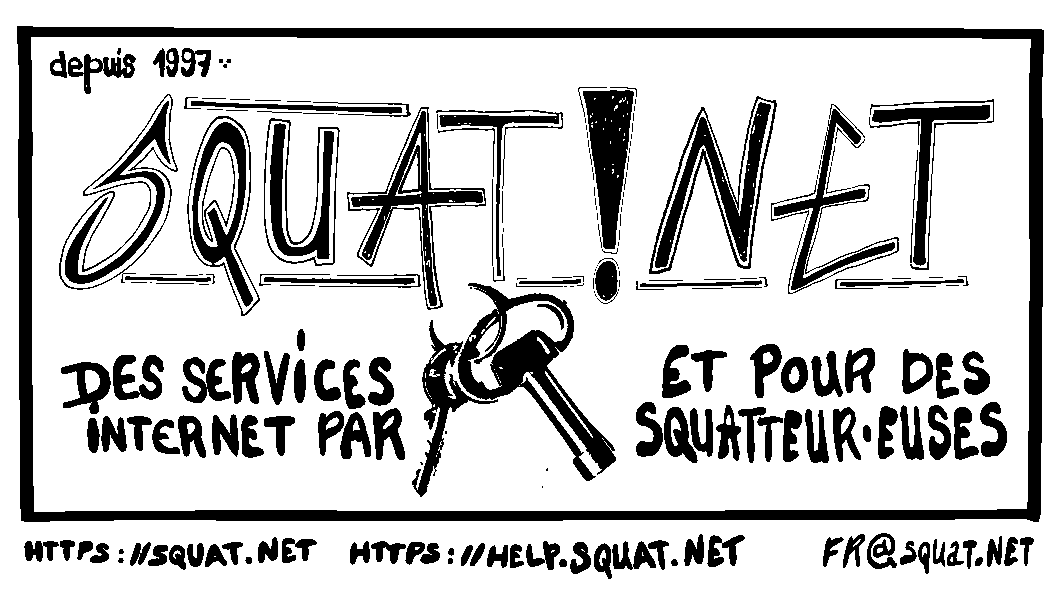 depuis 1997
SQUAT!NET
DES SERVICES
INTERNET PAR
ET POUR DES
SQUATTEUR·EUSES
HTTPS://SQUAT.NET HTTPS://HELP.SQUAT.NET FR@squat.NET